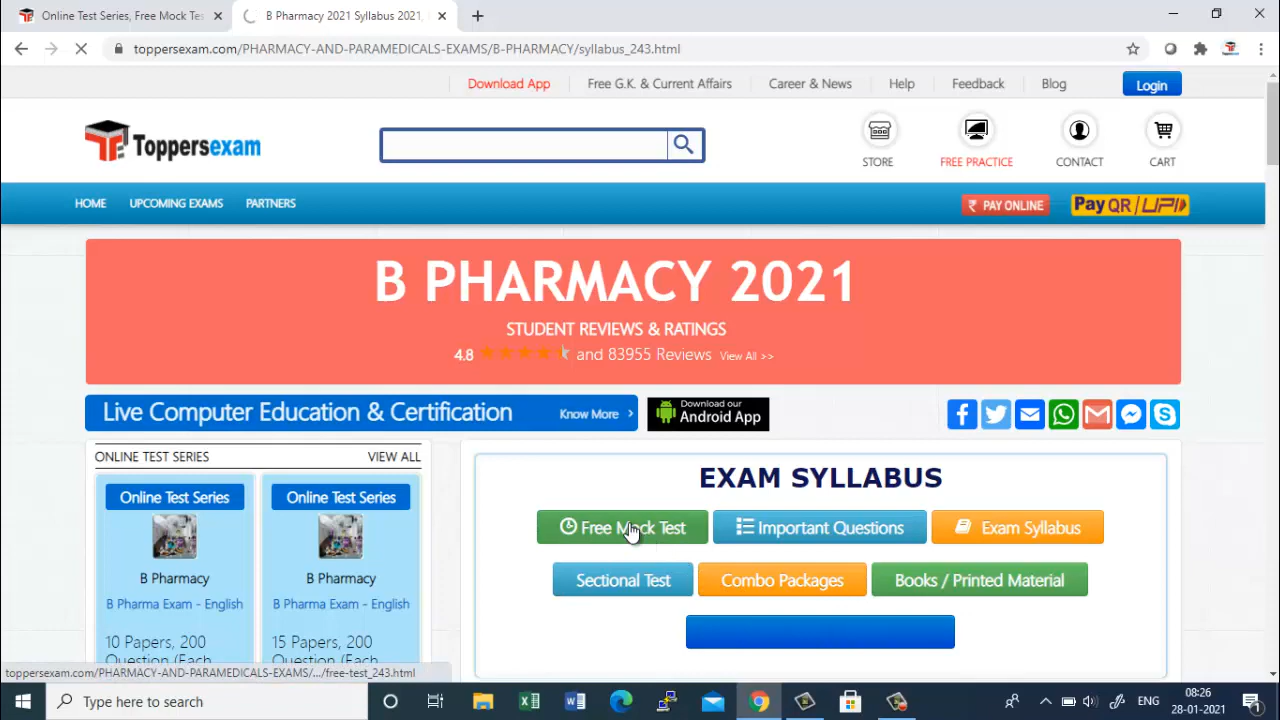 Online Test Series, Free Mock Tes
B Pharmacy 2021 Syllabus 2021,
toppersexam.com/PHARMACY-AND-PARAMEDICALS-EXAMS/B-PHARMACY/syllabus_243.html
Download App
Free G.K. & Current Affairs
Career & News
Help
Feedback
Blog
Login
Toppersexam
STORE
FREE PRACTICE
CONTACT
CART
HOME
UPCOMING EXAMS
PARTNERS
₹ PAY ONLINE
Pay QR/UPI
B PHARMACY 2021
STUDENT REVIEWS & RATINGS
4.8 and 83955 Reviews View All >>
Live Computer Education & Certification
Know More
Download our
Android App
ONLINE TEST SERIES
VIEW ALL
Online Test Series
B Pharmacy
B Pharma Exam - English
10 Papers, 200
Question (Each
Online Test Series
B Pharmacy
B Pharma Exam - English
15 Papers, 200
Question (Each
EXAM SYLLABUS
Free Mock Test
Important Questions
Exam Syllabus
Sectional Test
Combo Packages
Books / Printed Material
toppersexam.com/PHARMACY-AND-PARAMEDICALS-EXAMS/.../free-test_243.html
Type here to search
ENG
08:26
28-01-2021
1